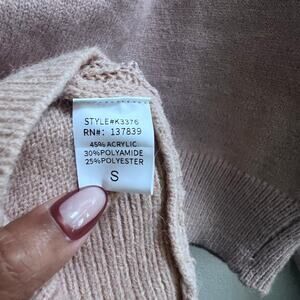 STYLE#K3376
RN#: 137839
45% ACRYLIC
30%POLYAMIDE
25%POLYESTER
S